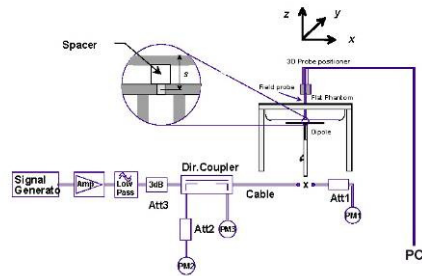 z
y
x
Spacer
s
3D Probe positioner
Field probe
Flat Phantom
Dipole
Signal
Generator
Amp
Low
Pass
3dB
Att3
Dir.Coupler
Cable
x
Att1
PM1
Att2
PM3
PM2
PC